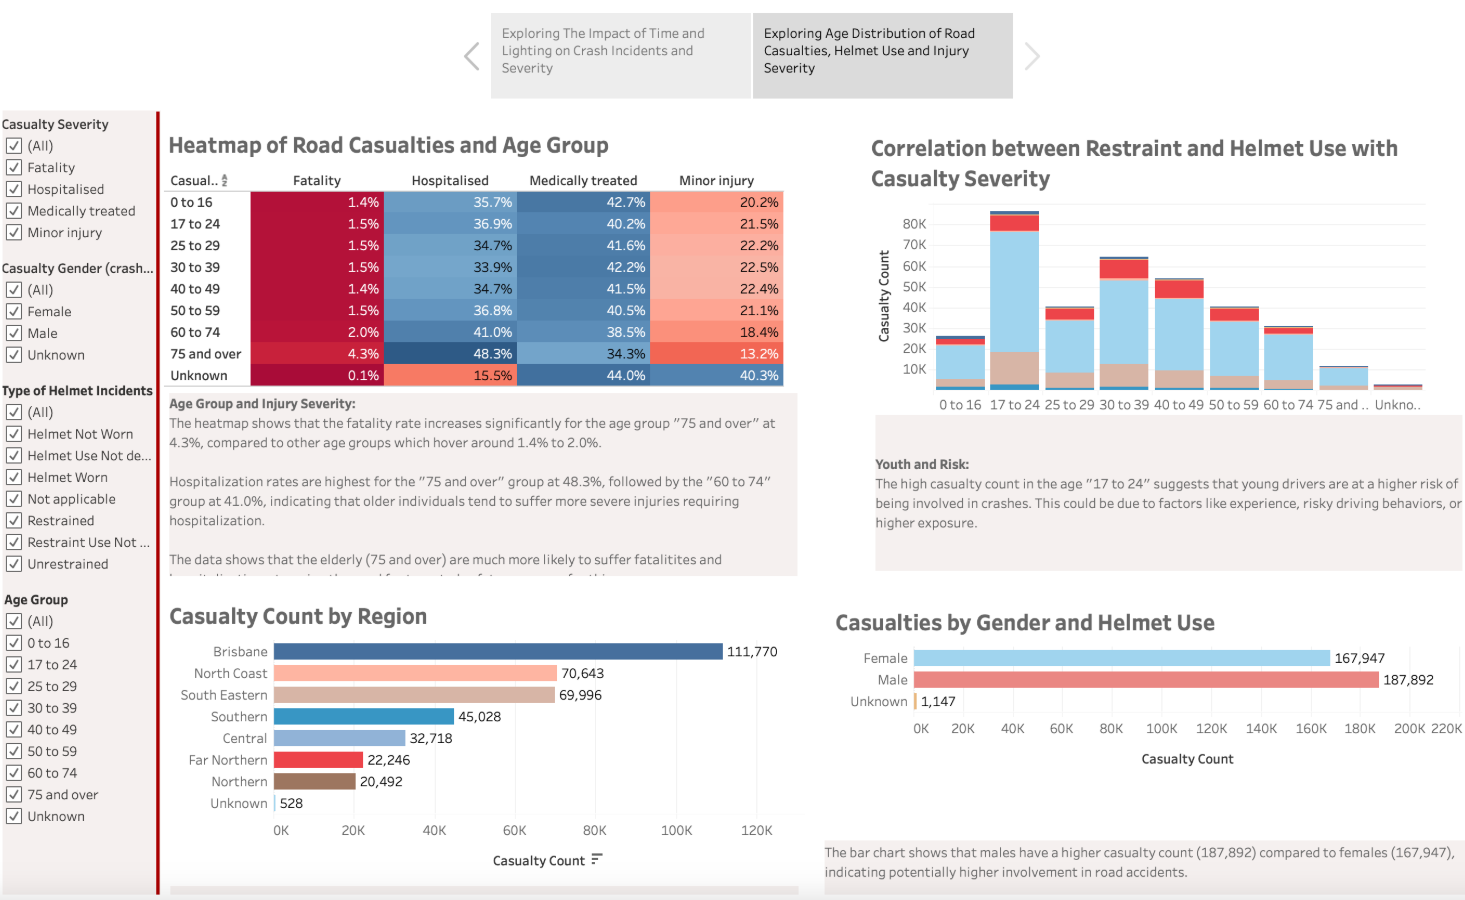 Exploring The Impact of Time and
Lighting on Crash Incidents and
Severity
Exploring Age Distribution of Road
Casualties, Helmet Use and Injury
Severity
Casualty Severity
(All)
Fatality
Hospitalised
Medically treated
Minor injury
Casualty Gender (crash...
(All)
Female
Male
Unknown
Type of Helmet Incidents
(All)
Helmet Not Worn
Helmet Use Not de...
Helmet Worn
Not applicable
Restrained
Restraint Use Not ...
Unrestrained
Age Group
(All)
0 to 16
17 to 24
25 to 29
30 to 39
40 to 49
50 to 59
60 to 74
75 and over
Unknown
Heatmap of Road Casualties and Age Group
Casual.. Fatality Hospitalised Medically treated Minor injury
0 to 16 1.4% 35.7% 42.7% 20.2%
17 to 24 1.5% 36.9% 40.2% 21.5%
25 to 29 1.5% 34.7% 41.6% 22.2%
30 to 39 1.5% 33.9% 42.2% 22.5%
40 to 49 1.4% 34.7% 41.5% 22.4%
50 to 59 1.5% 36.8% 40.5% 21.1%
60 to 74 2.0% 41.0% 38.5% 18.4%
75 and over 4.3% 48.3% 34.3% 13.2%
Unknown 0.1% 15.5% 44.0% 40.3%
Age Group and Injury Severity:
The heatmap shows that the fatality rate increases significantly for the age group "75 and over" at
4.3%, compared to other age groups which hover around 1.4% to 2.0%.
Hospitalization rates are highest for the "75 and over" group at 48.3%, followed by the "60 to 74"
group at 41.0%, indicating that older individuals tend to suffer more severe injuries requiring
hospitalization.
The data shows that the elderly (75 and over) are much more likely to suffer fatalitites and
Correlation between Restraint and Helmet Use with
Casualty Severity
Casualty Count
80K
70K
60K
50K
40K
30K
20K
10K
0 to 16 17 to 24 25 to 29 30 to 39 40 to 49 50 to 59 60 to 74 75 and .. Unkno..
Youth and Risk:
The high casualty count in the age "17 to 24" suggests that young drivers are at a higher risk of
being involved in crashes. This could be due to factors like experience, risky driving behaviors, or
higher exposure.
Casualty Count by Region
Brisbane 111,770
North Coast 70,643
South Eastern 69,996
Southern 45,028
Central 32,718
Far Northern 22,246
Northern 20,492
Unknown 528
0K 20K 40K 60K 80K 100K 120K
Casualty Count
Casualties by Gender and Helmet Use
Female 167,947
Male 187,892
Unknown 1,147
0K 20K 40K 60K 80K 100K 120K 140K 160K 180K 200K 220K
Casualty Count
The bar chart shows that males have a higher casualty count (187,892) compared to females (167,947),
indicating potentially higher involvement in road accidents.